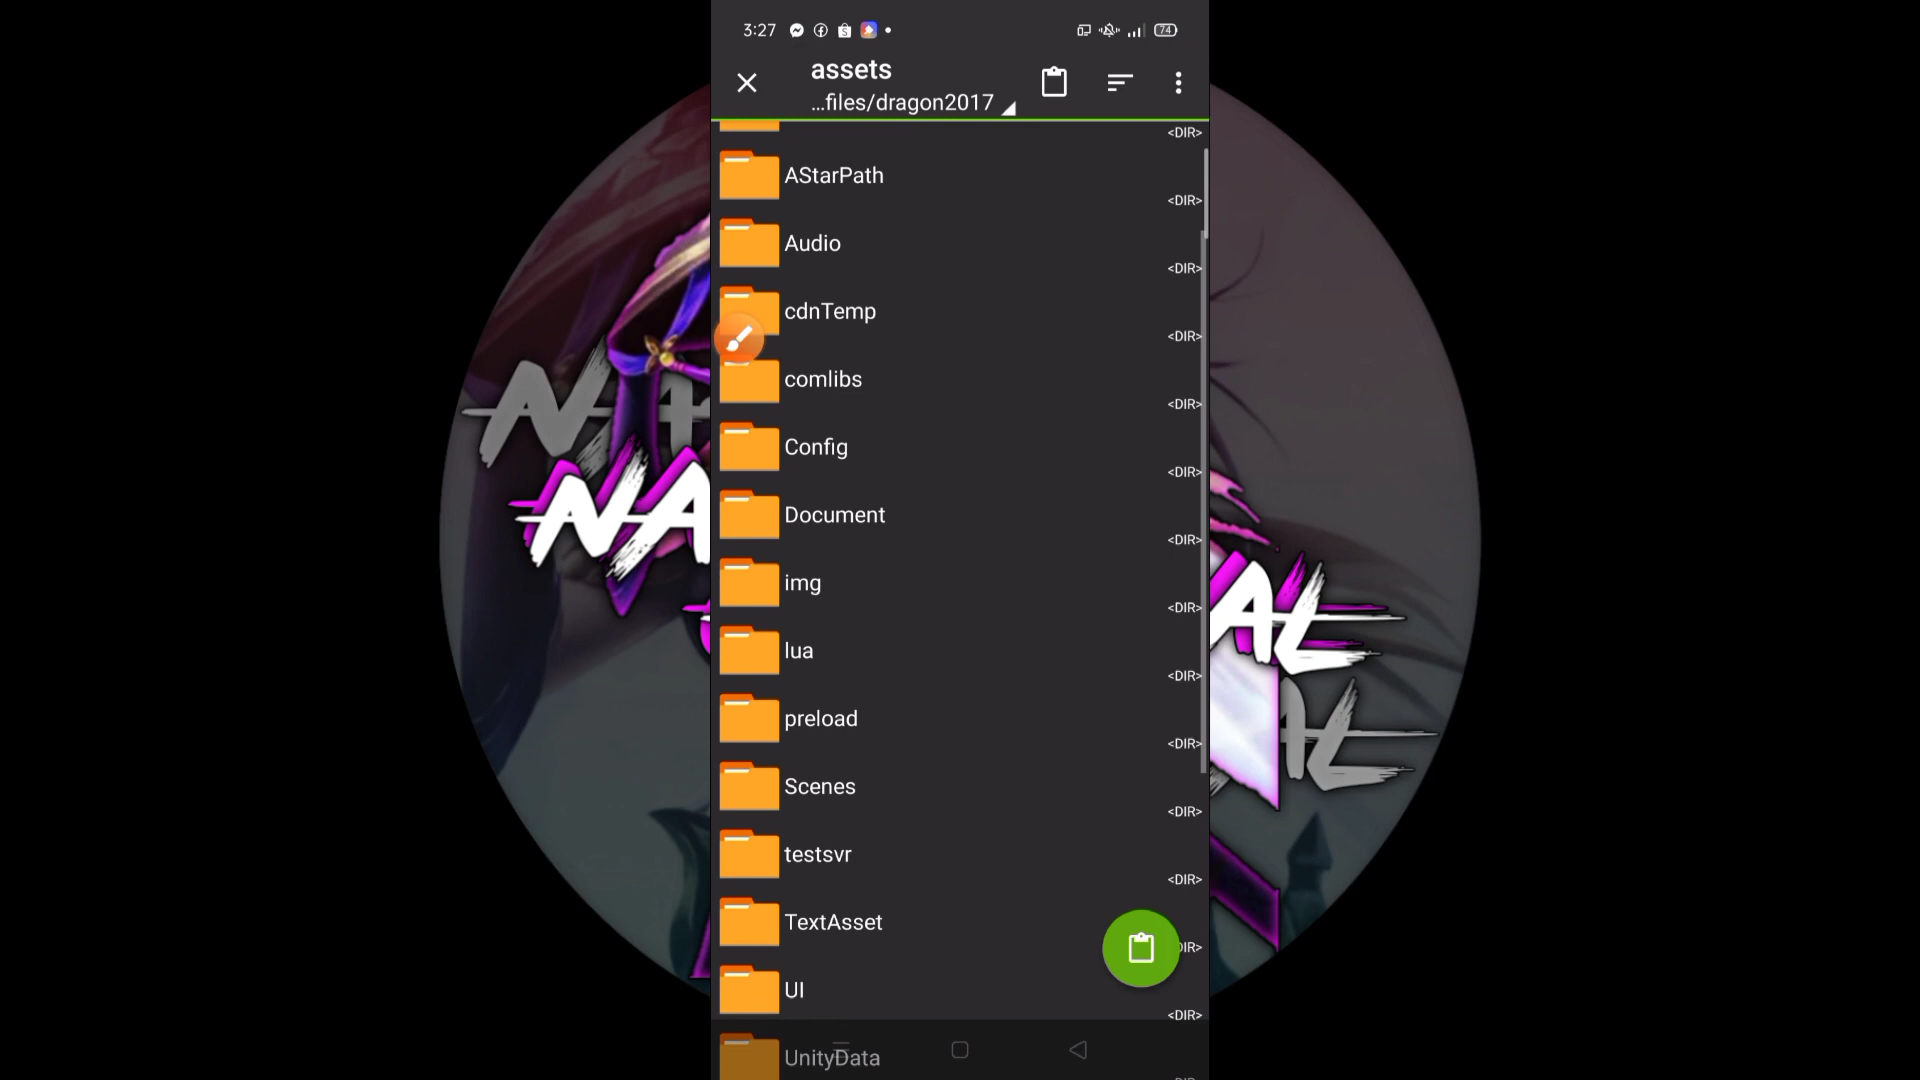 3:27
74
assets
...files/dragon2017
<DIR>
AStarPath
<DIR>
Audio
<DIR>
cdnTemp
<DIR>
comlibs
<DIR>
Config
<DIR>
Document
<DIR>
img
<DIR>
lua
<DIR>
preload
<DIR>
Scenes
<DIR>
testsvr
<DIR>
TextAsset
UI
<DIR>
UnityData